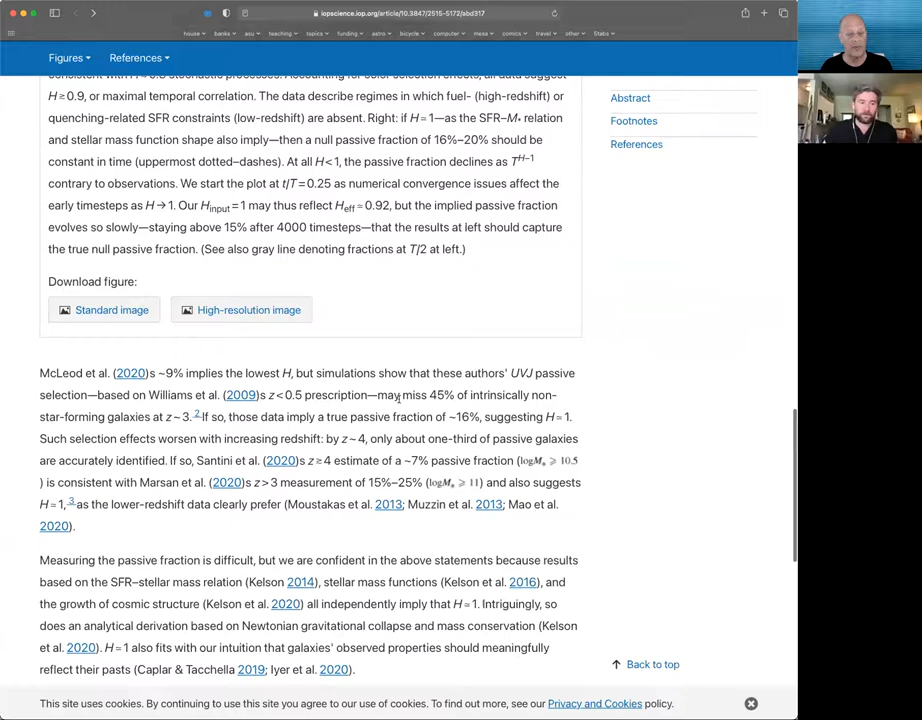 iopscience.iop.org/article/10.3847/2515-5172/abd317
house banks asu teaching topics funding astro bicycle computer mesa comics travel other Stabs
Figures References
consistent with H
stochastic processes. Accounting for color selection effects, all data suggest
H≥0.9, or maximal temporal correlation. The data describe regimes in which fuel- (high-redshift) or
quenching-related SFR constraints (low-redshift) are absent. Right: if H=1—as the SFR–M* relation
and stellar mass function shape also imply—then a null passive fraction of 16%–20% should be
constant in time (uppermost dotted–dashes). At all H<1, the passive fraction declines as T^H−1
contrary to observations. We start the plot at t/T=0.25 as numerical convergence issues affect the
early timesteps as H→1. Our Hinput=1 may thus reflect Heff≃0.92, but the implied passive fraction
evolves so slowly—staying above 15% after 4000 timesteps—that the results at left should capture
the true null passive fraction. (See also gray line denoting fractions at T/2 at left.)
Download figure:
Standard image High-resolution image
Abstract
Footnotes
References
McLeod et al. (2020)s ~9% implies the lowest H, but simulations show that these authors' UVJ passive
selection—based on Williams et al. (2009)s z<0.5 prescription—may miss 45% of intrinsically non-
star-forming galaxies at z~3. 2 If so, those data imply a true passive fraction of ~16%, suggesting H=1.
Such selection effects worsen with increasing redshift: by z~4, only about one-third of passive galaxies
are accurately identified. If so, Santini et al. (2020)s z≥4 estimate of a ~7% passive fraction (logM* ⩾ 10.5
) is consistent with Marsan et al. (2020)s z>3 measurement of 15%–25% (logM* ⩾ 11) and also suggests
H=1, 3 as the lower-redshift data clearly prefer (Moustakas et al. 2013; Muzzin et al. 2013; Mao et al.
2020).
Measuring the passive fraction is difficult, but we are confident in the above statements because results
based on the SFR–stellar mass relation (Kelson 2014), stellar mass functions (Kelson et al. 2016), and
the growth of cosmic structure (Kelson et al. 2020) all independently imply that H=1. Intriguingly, so
does an analytical derivation based on Newtonian gravitational collapse and mass conservation (Kelson
et al. 2020). H=1 also fits with our intuition that galaxies' observed properties should meaningfully
reflect their pasts (Caplar & Tacchella 2019; Iyer et al. 2020).
Back to top
This site uses cookies. By continuing to use this site you agree to our use of cookies. To find out more, see our Privacy and Cookies policy.